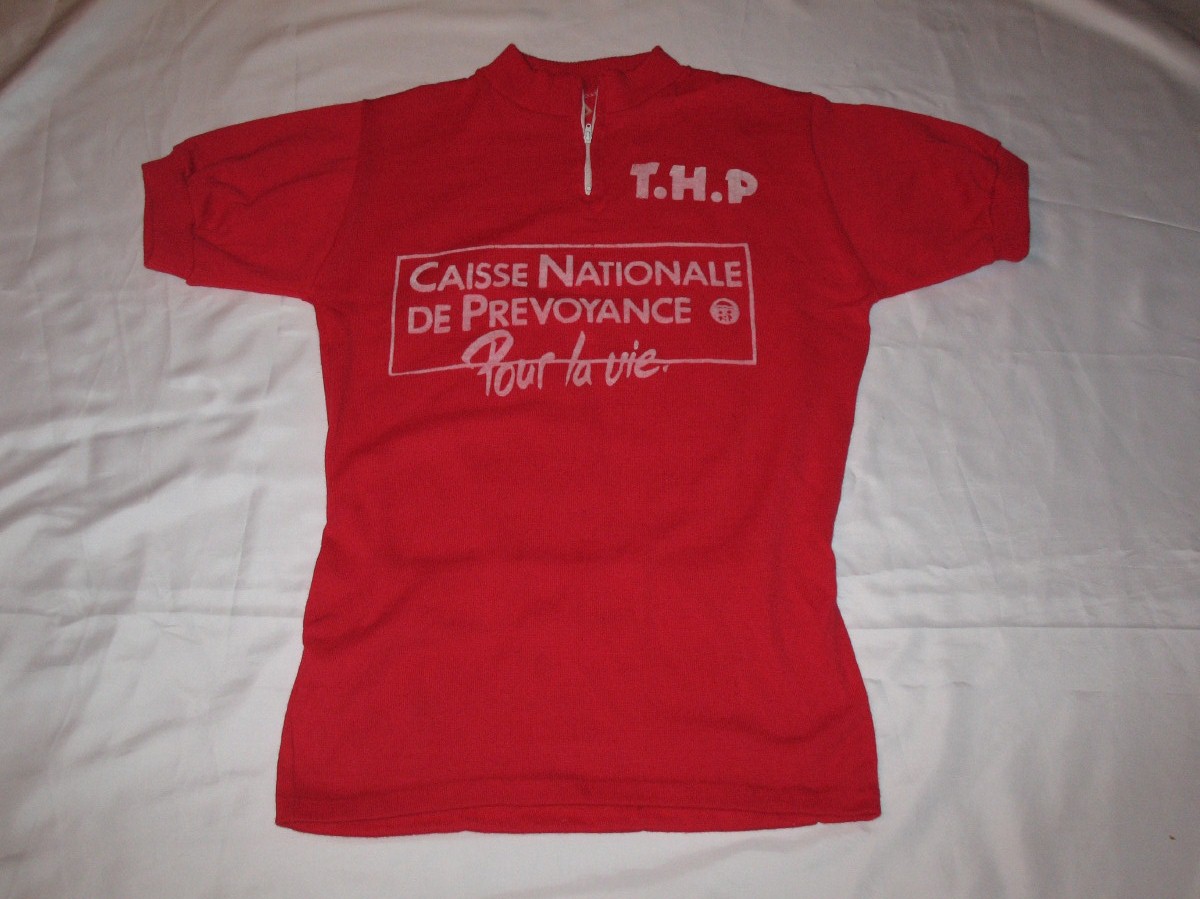 T.H.P
CAISSE NATIONALE
DE PREVOYANCE
Pour la vie.